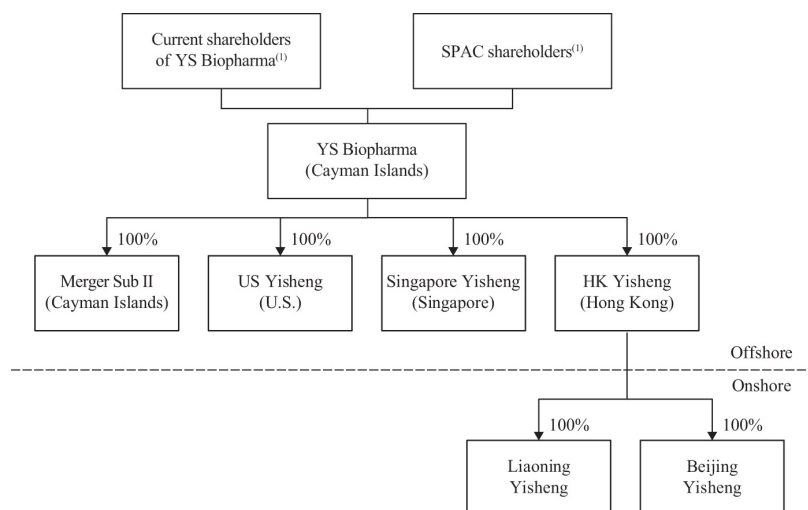 Current shareholders
of YS Biopharma(1)
SPAC shareholders(1)
YS Biopharma
(Cayman Islands)
100%
100%
100%
100%
Merger Sub II
(Cayman Islands)
US Yisheng
(U.S.)
Singapore Yisheng
(Singapore)
HK Yisheng
(Hong Kong)
Offshore
Onshore
100%
100%
Liaoning
Yisheng
Beijing
Yisheng